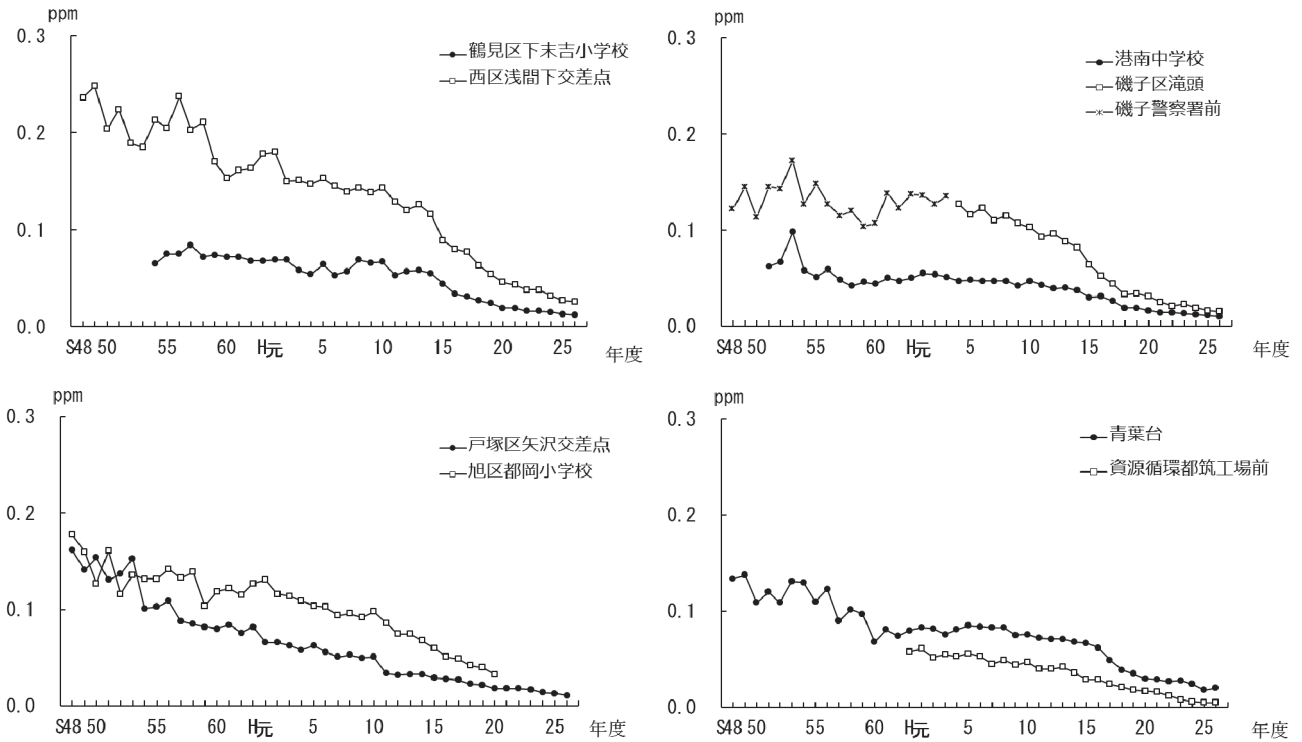 ppm
0.3
0.2
0.1
0.0
鶴見区下末吉小学校
西区浅間下交差点
S48 50 55 60 H元 5 10 15 20 25 年度
ppm
0.3
0.2
0.1
0.0
港南中学校
磯子区滝頭
磯子警察署前
S48 50 55 60 H元 5 10 15 20 25 年度
ppm
0.3
0.2
0.1
0.0
戸塚区矢沢交差点
旭区都岡小学校
S48 50 55 60 H元 5 10 15 20 25 年度
ppm
0.3
0.2
0.1
0.0
青葉台
資源循環都筑工場前
S48 50 55 60 H元 5 10 15 20 25 年度